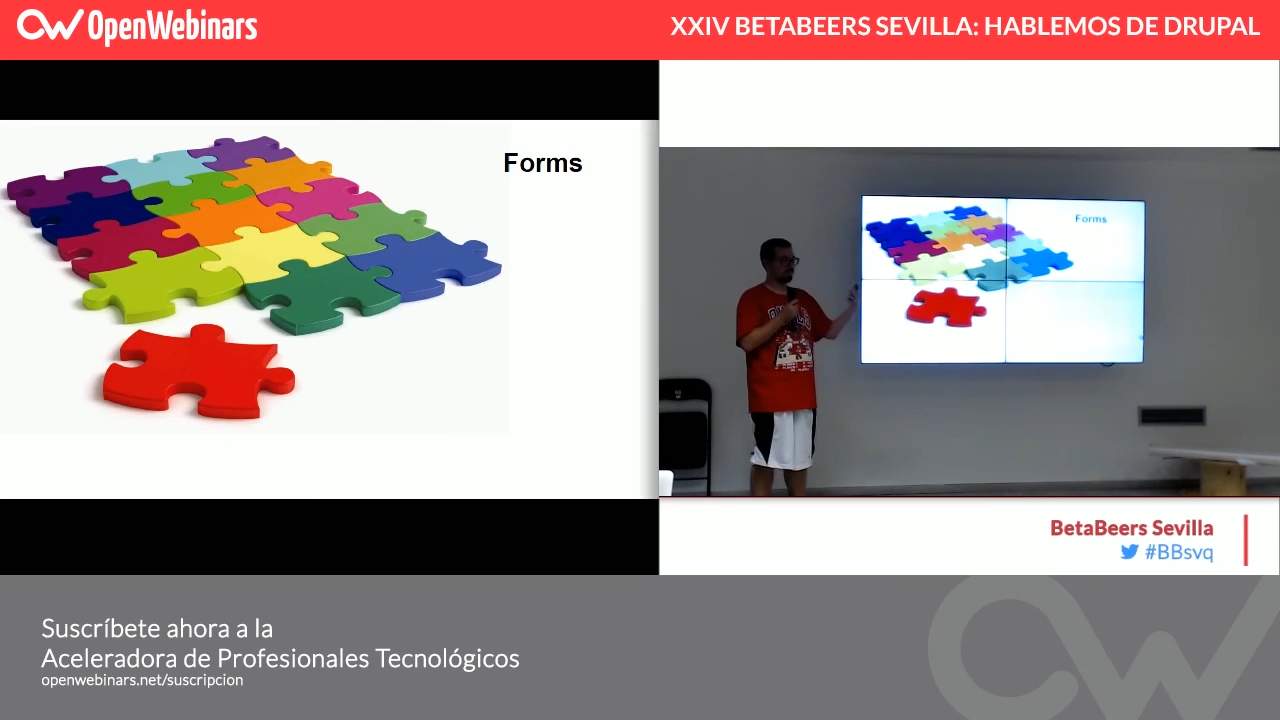 OpenWebinars
XXIV BETABEERS SEVILLA: HABLEMOS DE DRUPAL
Forms
Forms
BetaBeers Sevilla
#BBsvq
Suscríbete ahora a la
Aceleradora de Profesionales Tecnológicos
openwebinars.net/suscripcion